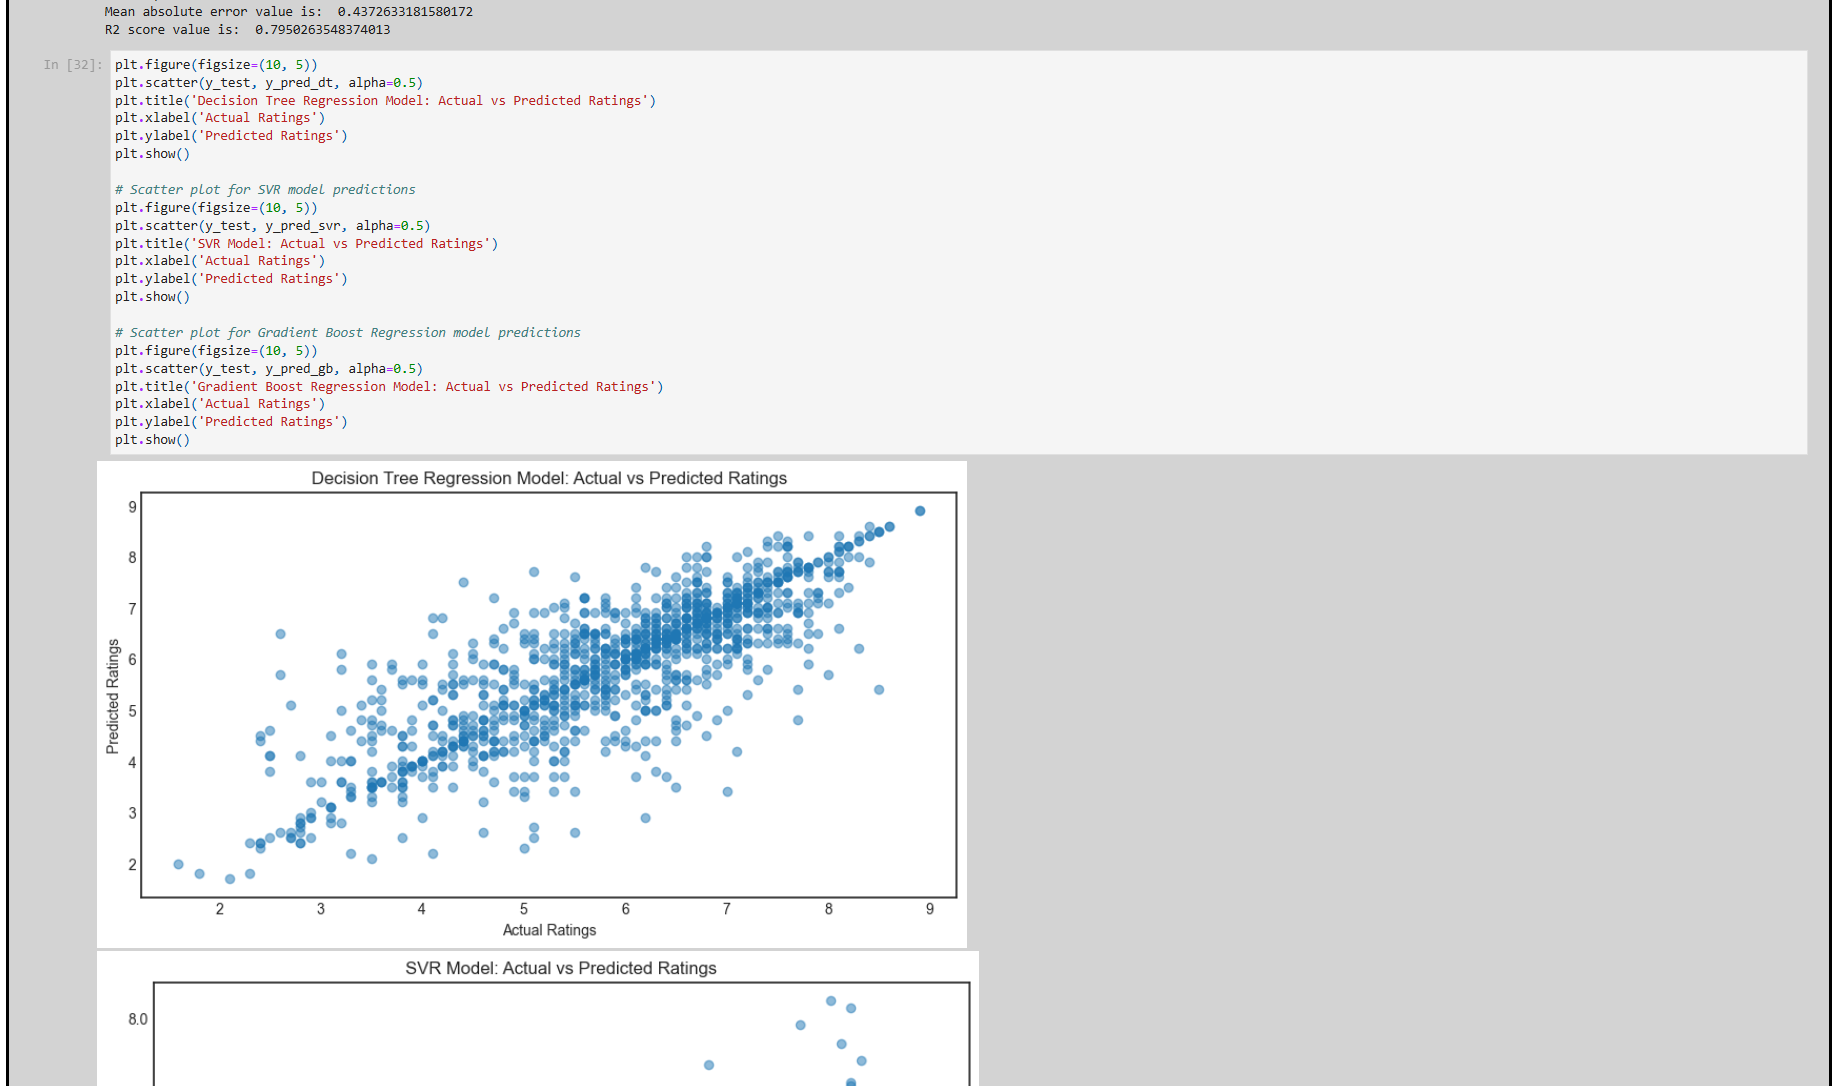 Mean absolute error value is:  0.4372633181580172
R2 score value is:  0.7950263548374013
In [32]:
plt.figure(figsize=(10, 5))
plt.scatter(y_test, y_pred_dt, alpha=0.5)
plt.title('Decision Tree Regression Model: Actual vs Predicted Ratings')
plt.xlabel('Actual Ratings')
plt.ylabel('Predicted Ratings')
plt.show()

# Scatter plot for SVR model predictions
plt.figure(figsize=(10, 5))
plt.scatter(y_test, y_pred_svr, alpha=0.5)
plt.title('SVR Model: Actual vs Predicted Ratings')
plt.xlabel('Actual Ratings')
plt.ylabel('Predicted Ratings')
plt.show()

# Scatter plot for Gradient Boost Regression model predictions
plt.figure(figsize=(10, 5))
plt.scatter(y_test, y_pred_gb, alpha=0.5)
plt.title('Gradient Boost Regression Model: Actual vs Predicted Ratings')
plt.xlabel('Actual Ratings')
plt.ylabel('Predicted Ratings')
plt.show()
Decision Tree Regression Model: Actual vs Predicted Ratings
9
8
7
6
5
4
3
2
Predicted Ratings
2 3 4 5 6 7 8 9
Actual Ratings
SVR Model: Actual vs Predicted Ratings
8.0